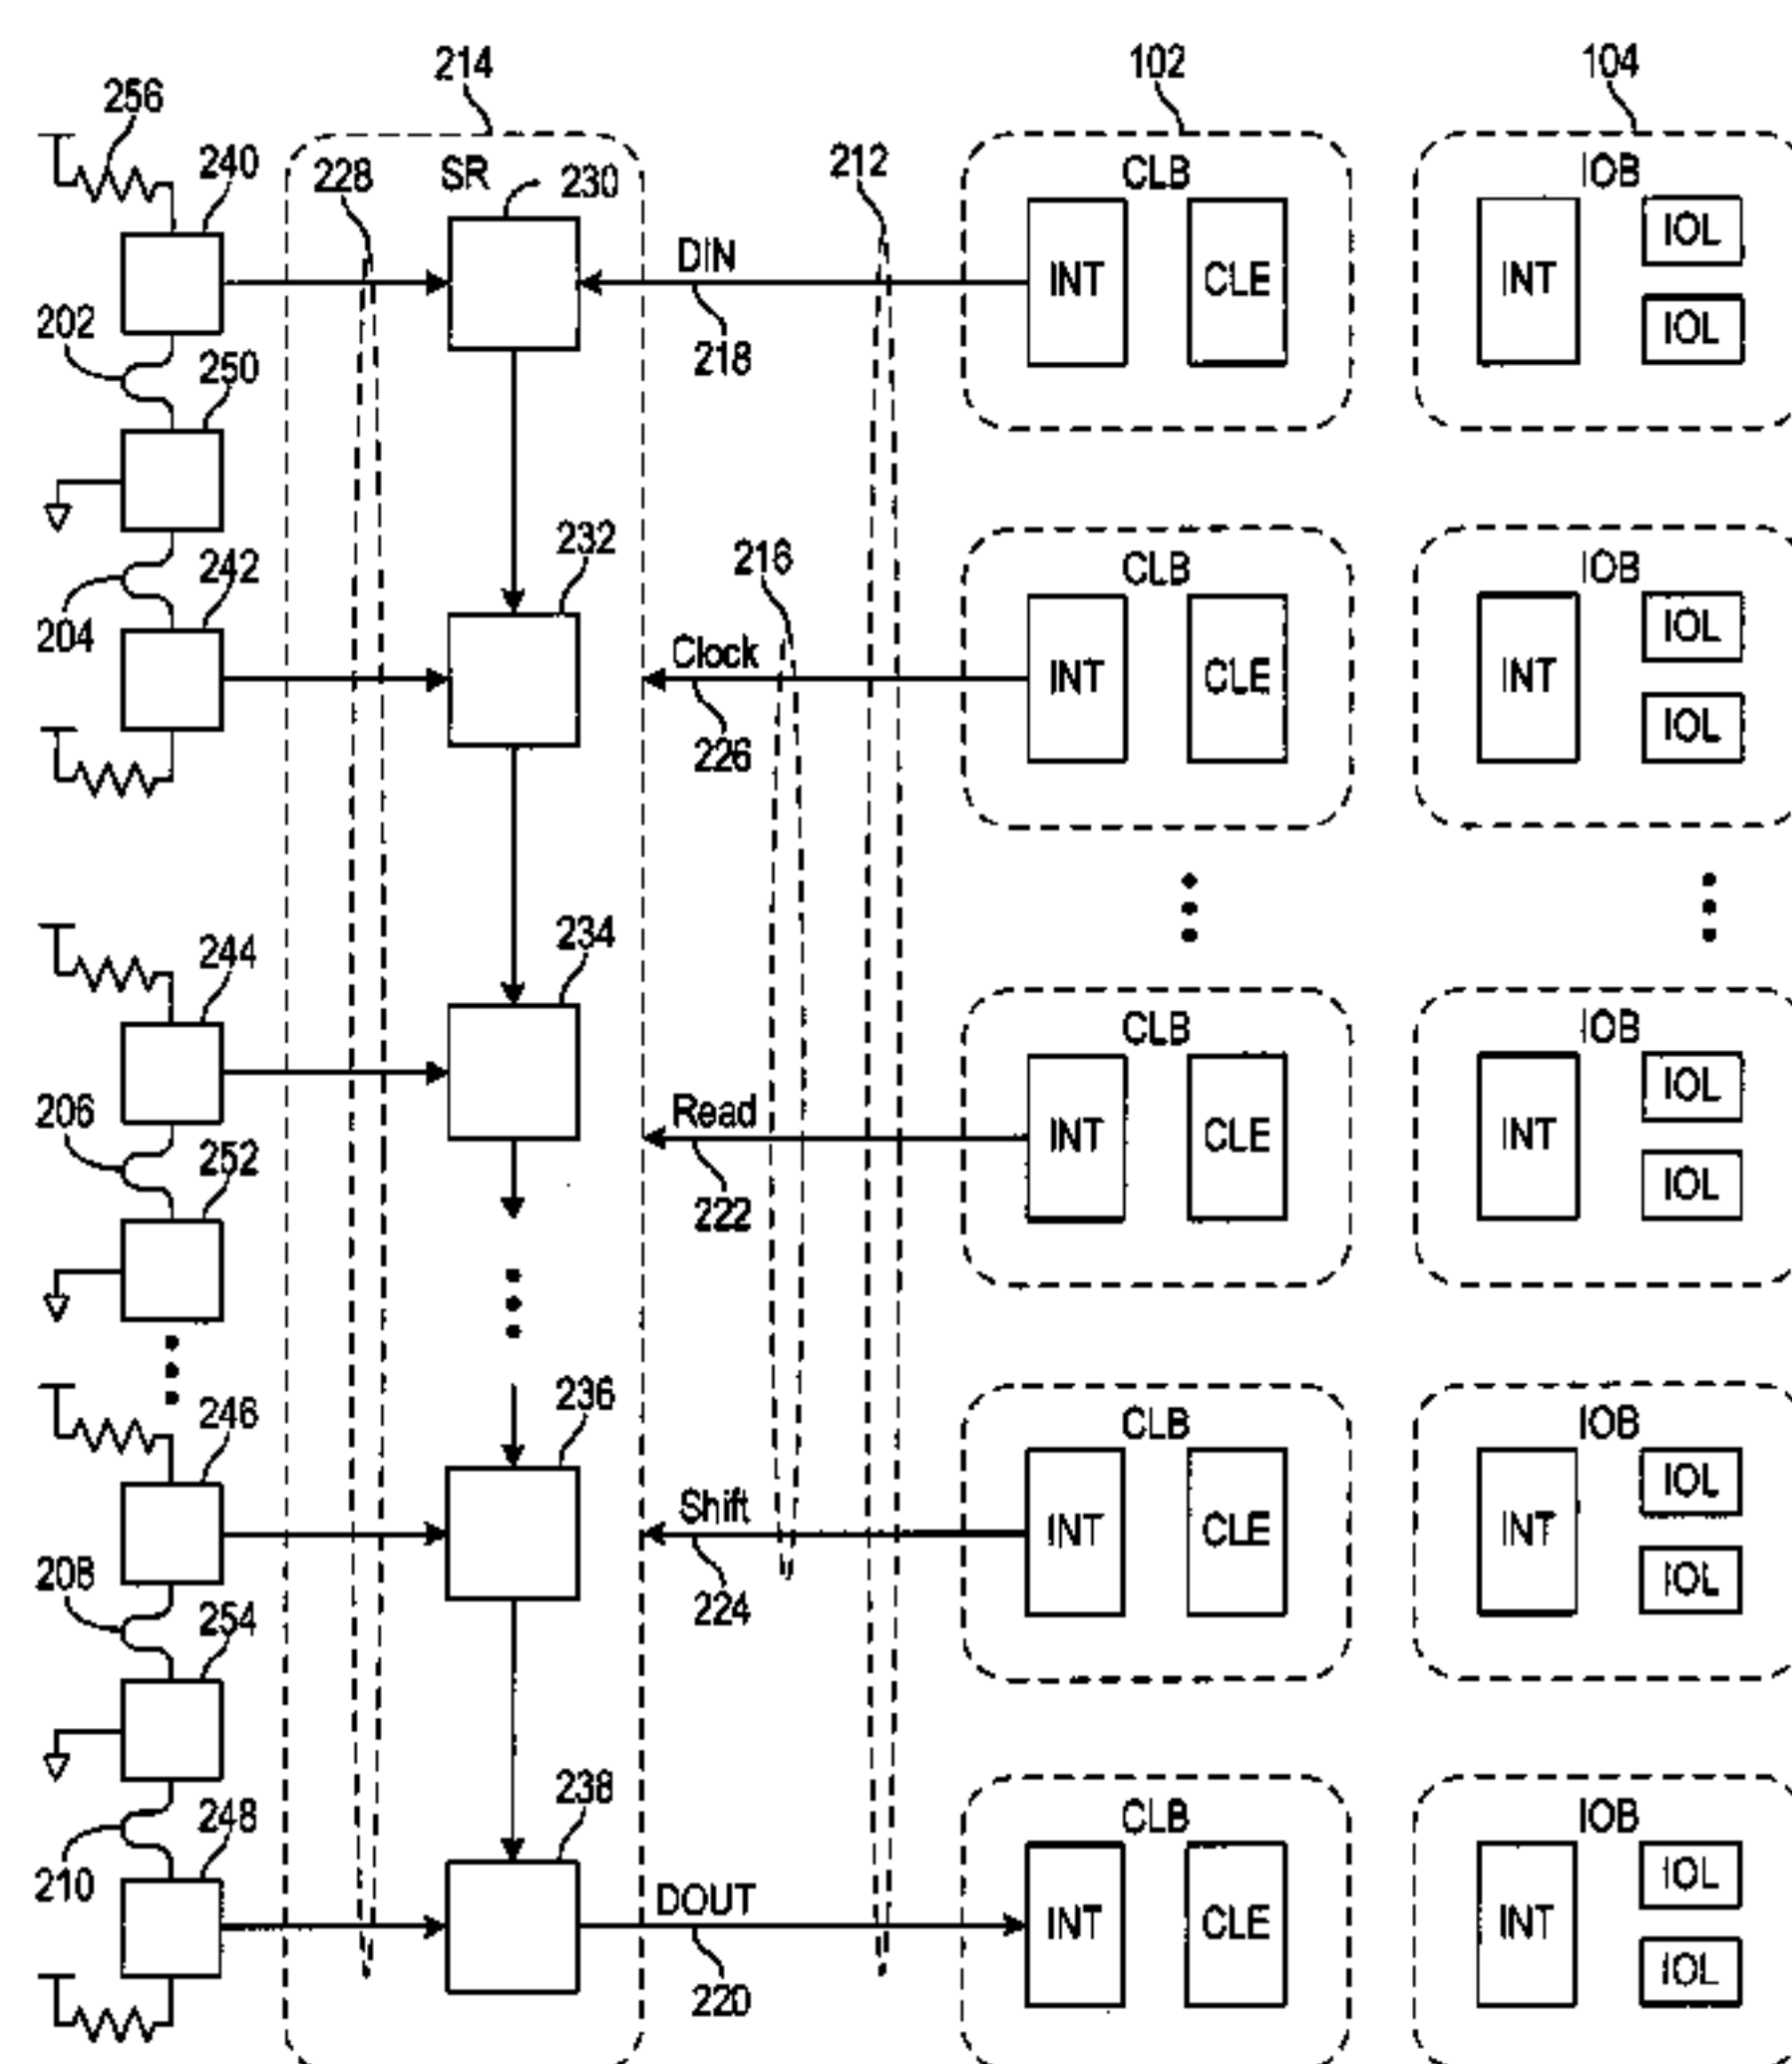 214
102
104
256
240
228
SR
230
212
CLB
IOB
DIN
INT
CLE
INT
IOL
IOL
202
250
218
232
216
242
CLB
IOB
204
Clock
INT
CLE
INT
IOL
IOL
226
244
234
CLB
IOB
206
252
Read
INT
CLE
INT
IOL
IOL
222
246
236
CLB
IOB
Shift
INT
CLE
INT
IOL
IOL
208
254
224
248
238
CLB
IOB
210
DOUT
INT
CLE
INT
IOL
IOL
220